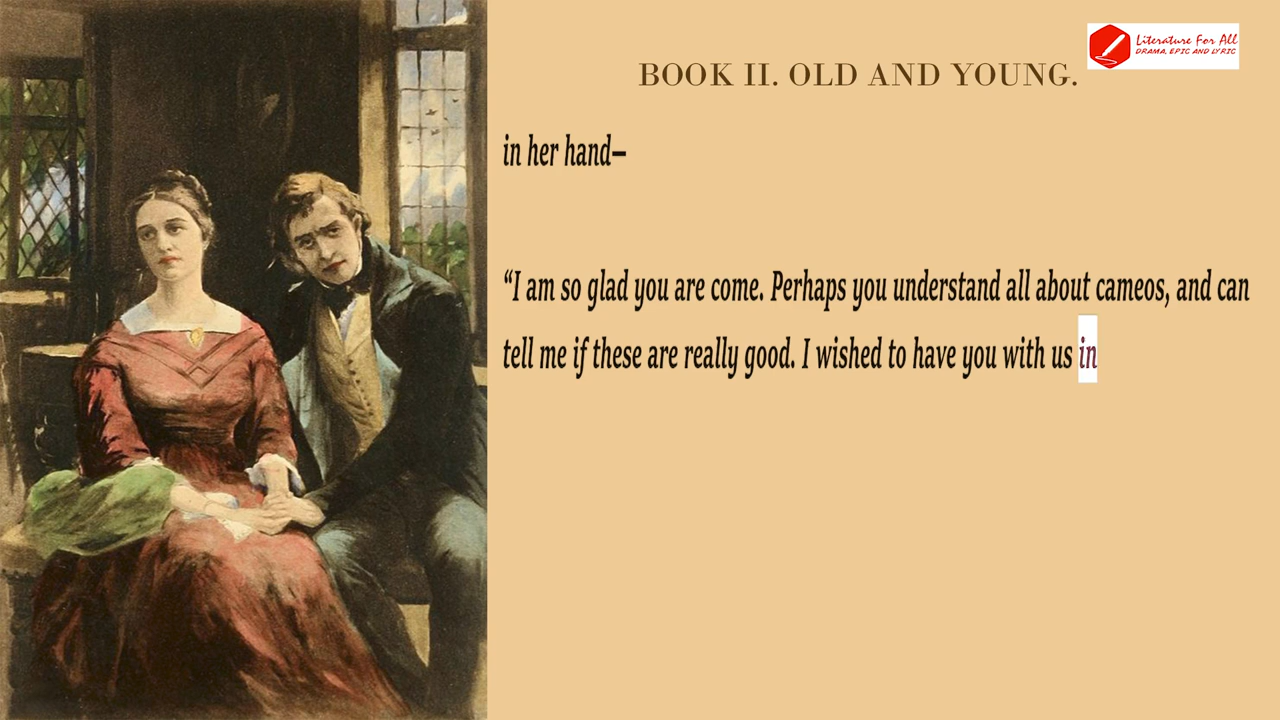 Literature For All
DRAMA, EPIC AND LYRIC
BOOK II. OLD AND YOUNG.
in her hand—
“I am so glad you are come. Perhaps you understand all about cameos, and can
tell me if these are really good. I wished to have you with us in